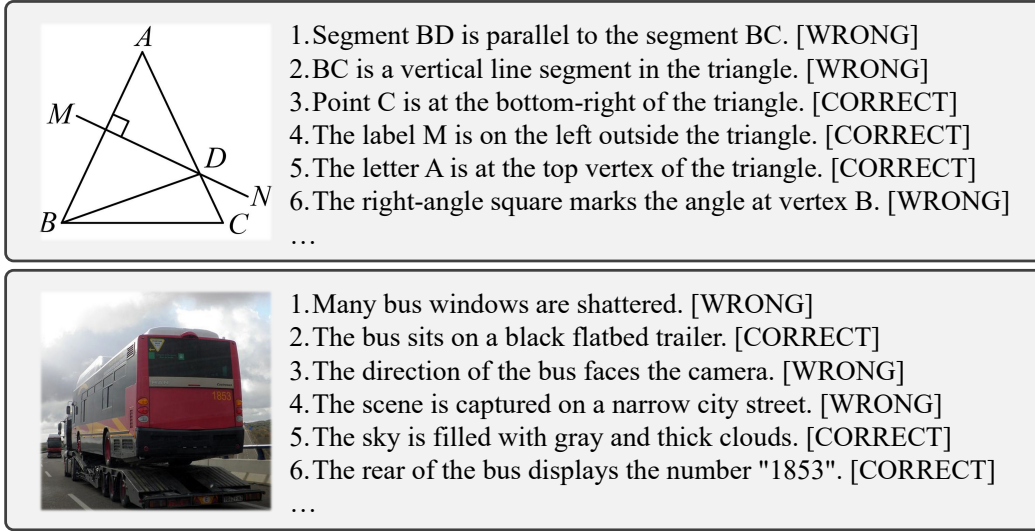 A
M
D
N
B
C
1.Segment BD is parallel to the segment BC. [WRONG]
2.BC is a vertical line segment in the triangle. [WRONG]
3.Point C is at the bottom-right of the triangle. [CORRECT]
4.The label M is on the left outside the triangle. [CORRECT]
5.The letter A is at the top vertex of the triangle. [CORRECT]
6.The right-angle square marks the angle at vertex B. [WRONG]
…
1853
1.Many bus windows are shattered. [WRONG]
2.The bus sits on a black flatbed trailer. [CORRECT]
3.The direction of the bus faces the camera. [WRONG]
4.The scene is captured on a narrow city street. [WRONG]
5.The sky is filled with gray and thick clouds. [CORRECT]
6.The rear of the bus displays the number "1853". [CORRECT]
…